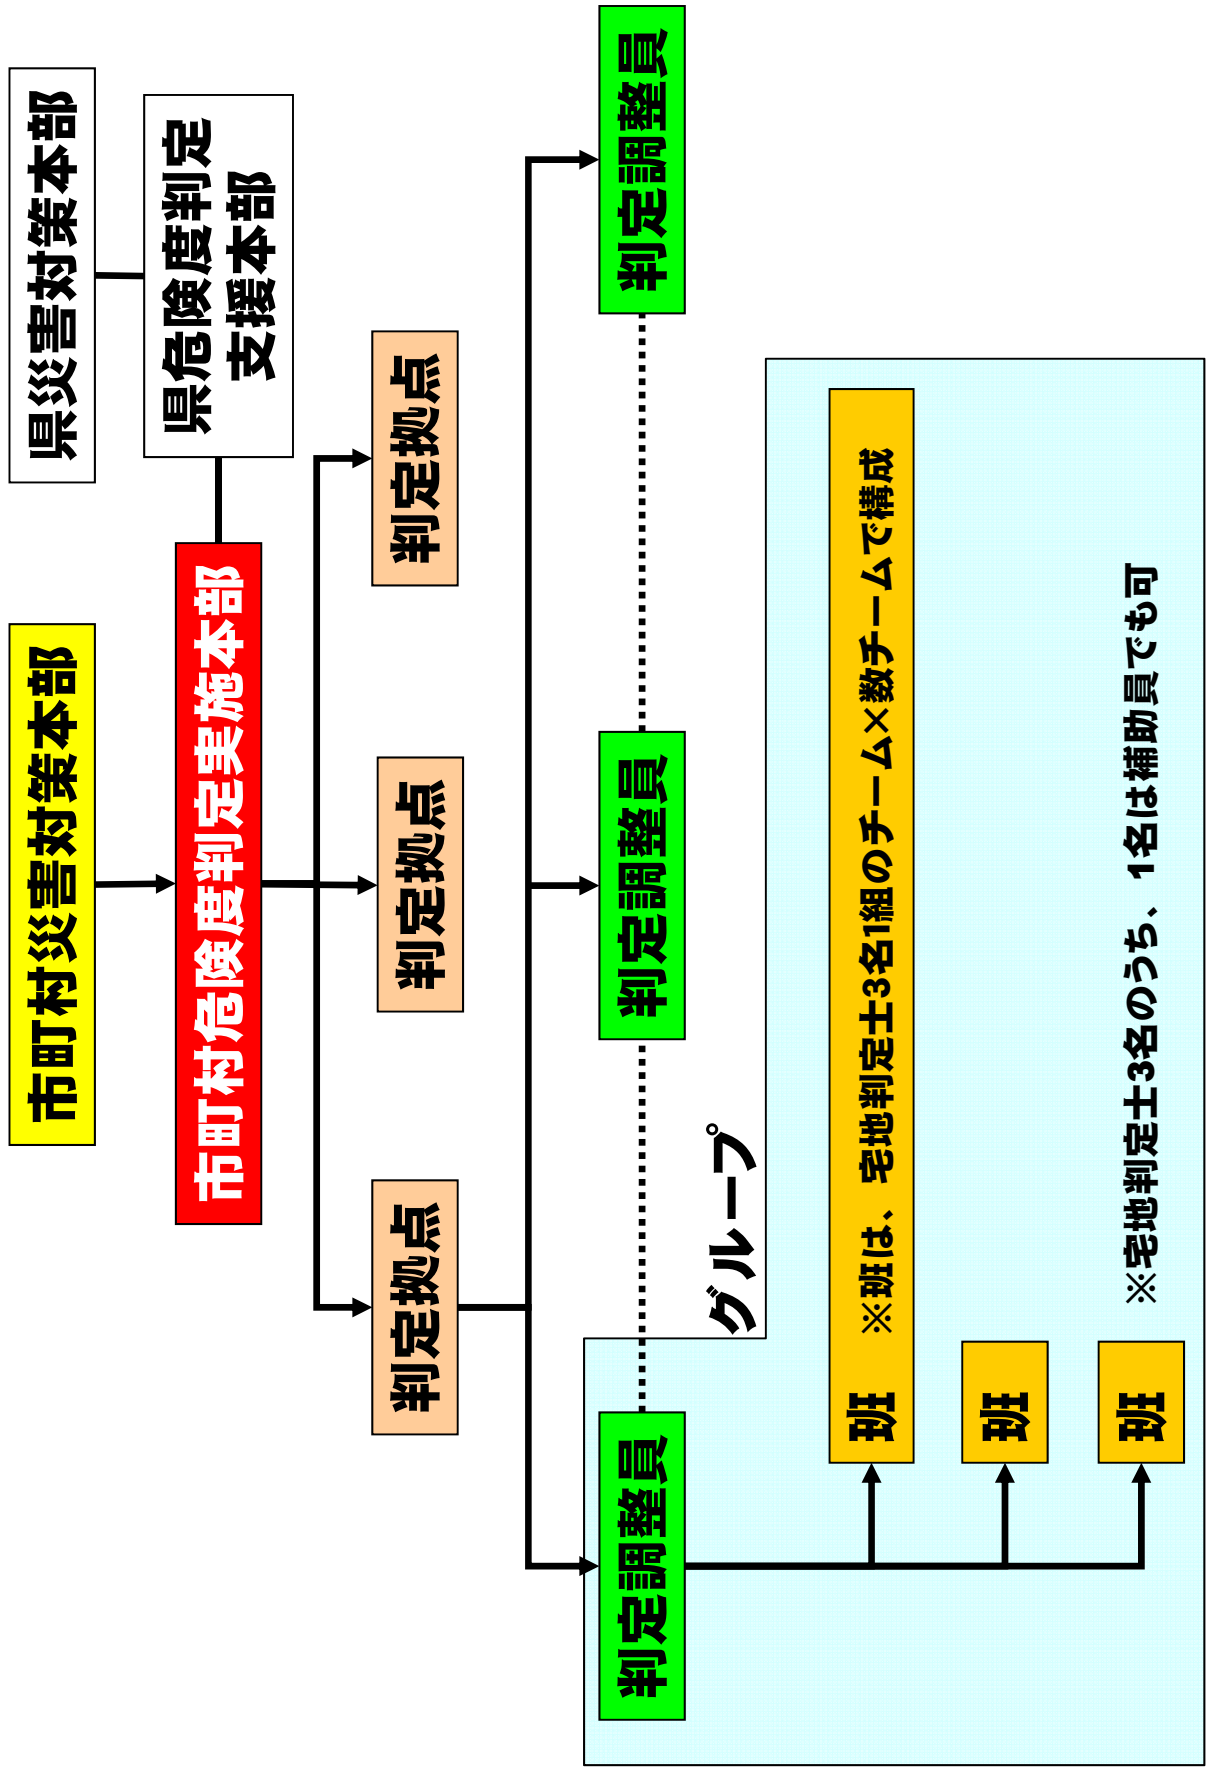 市町村災害対策本部
県災害対策本部
市町村危険度判定実施本部
県危険度判定
支援本部
判定拠点
判定拠点
判定拠点
判定調整員
判定調整員
判定調整員
グループ
班
※班は、宅地判定士3名1組のチーム×数チームで構成
班
班
※宅地判定士3名のうち、1名は補助員でも可